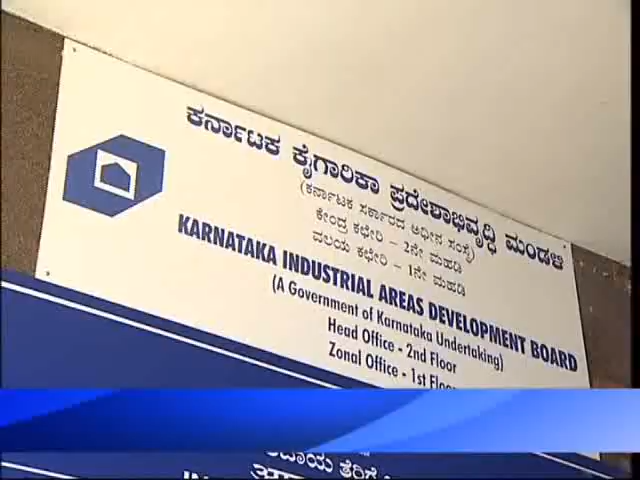 ಕರ್ನಾಟಕ ಕೈಗಾರಿಕಾ ಪ್ರದೇಶಾಭಿವೃದ್ಧಿ ಮಂಡಳಿ
(ಕರ್ನಾಟಕ ಸರ್ಕಾರದ ಅಧೀನ ಸಂಸ್ಥೆ)
ಕೇಂದ್ರ ಕಛೇರಿ - 2ನೇ ಮಹಡಿ
ವಲಯ ಕಛೇರಿ - 1ನೇ ಮಹಡಿ
KARNATAKA INDUSTRIAL AREAS DEVELOPMENT BOARD
(A Government of Karnataka Undertaking)
Head Office - 2nd Floor
Zonal Office - 1st Floor